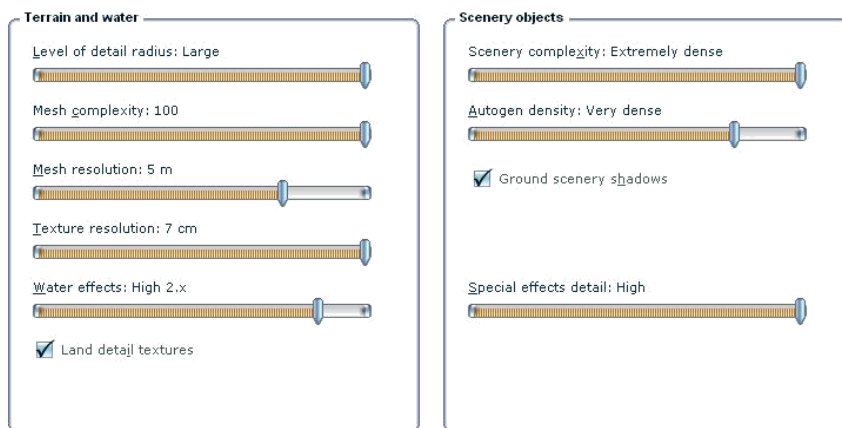 Terrain and water
Level of detail radius: Large
Mesh complexity: 100
Mesh resolution: 5 m
Texture resolution: 7 cm
Water effects: High 2.x
Land detail textures
Scenery objects
Scenery complexity: Extremely dense
Autogen density: Very dense
Ground scenery shadows
Special effects detail: High